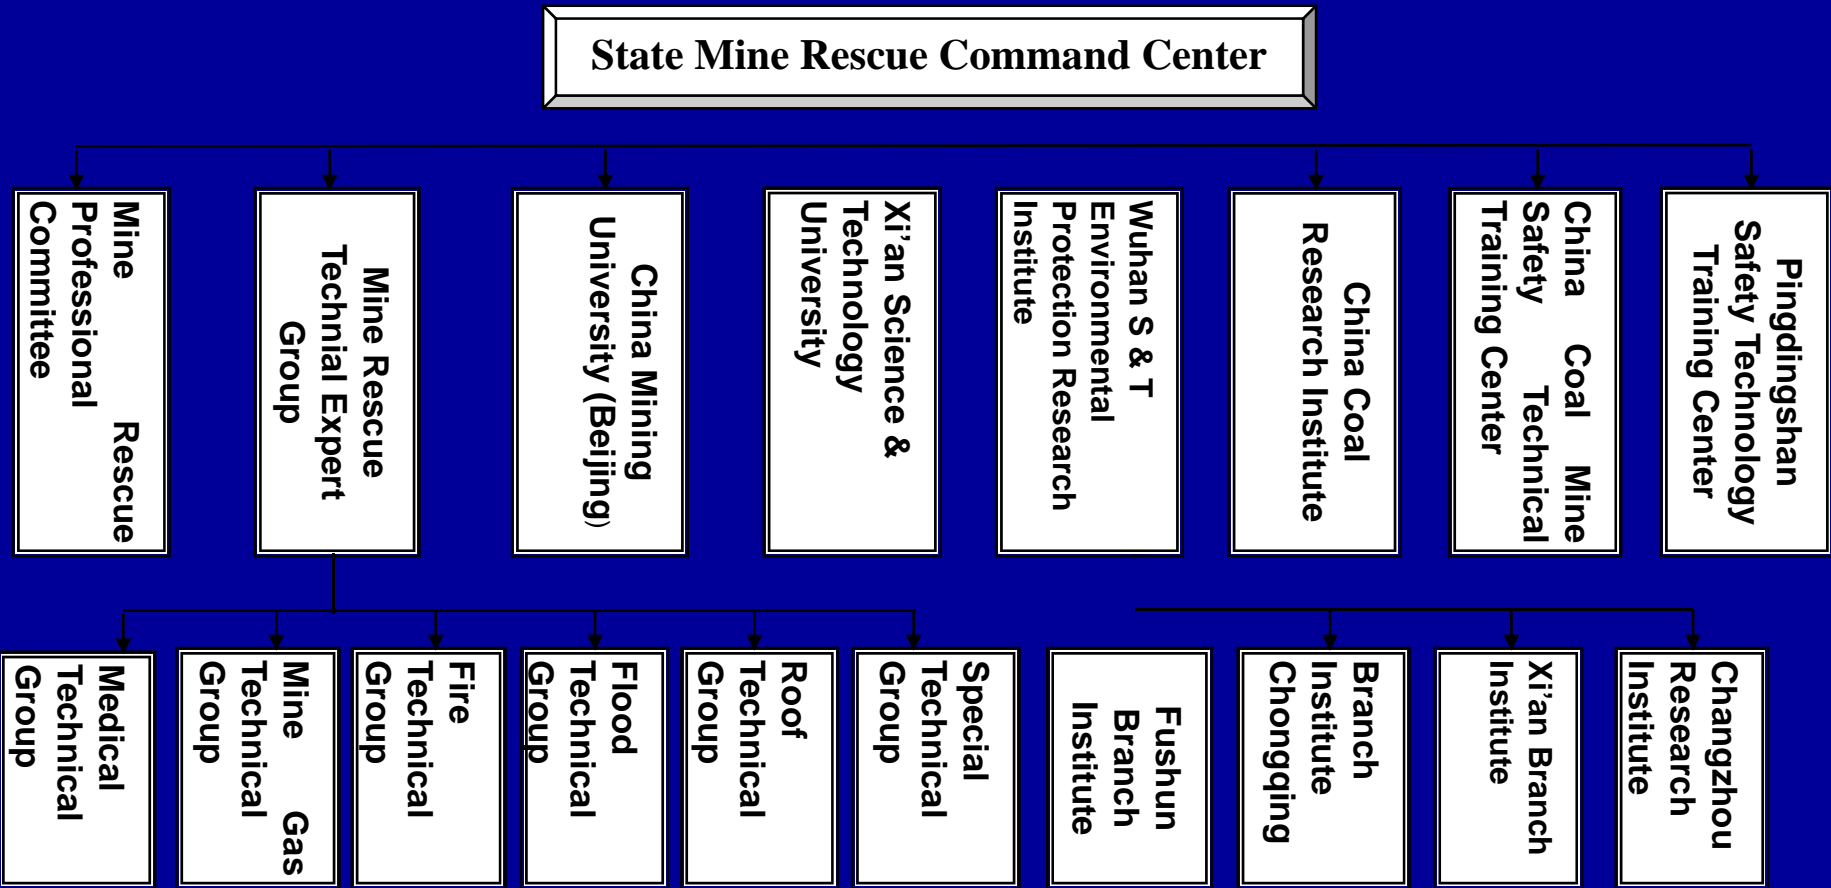 State Mine Rescue Command Center
Mine Rescue
Professional
Committee
Mine Rescue
Technial Expert
Group
China Mining
University (Beijing)
Xi’an Science &
Technology
University
Wuhan S & T
Environmental
Protection Research
Institute
China Coal
Research Institute
China Coal Mine
Safety Technical
Training Center
Pingdingshan
Safety Technology
Training Center
Medical
Technical
Group
Mine Gas
Technical
Group
Fire
Technical
Group
Flood
Technical
Group
Roof
Technical
Group
Special
Technical
Group
Fushun
Branch
Institute
Branch
Institute
Chongqing
Xi’an Branch
Institute
Changzhou
Research
Institute